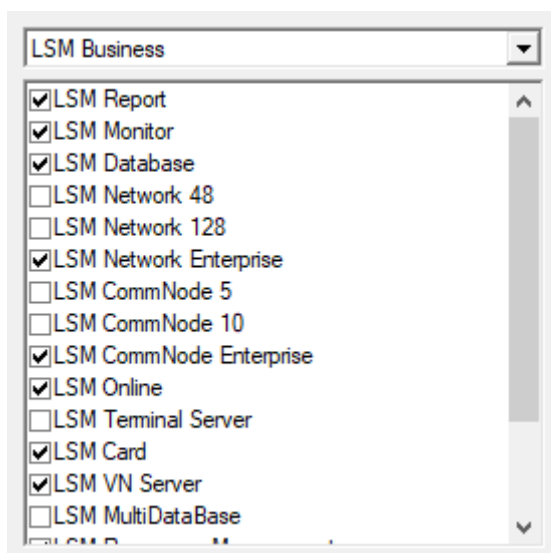 LSM Business
LSM Report
LSM Monitor
LSM Database
LSM Network 48
LSM Network 128
LSM Network Enterprise
LSM CommNode 5
LSM CommNode 10
LSM CommNode Enterprise
LSM Online
LSM Terminal Server
LSM Card
LSM VN Server
LSM MultiDataBase
LSM